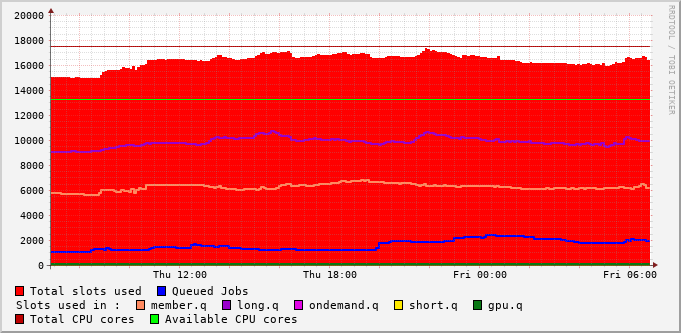 RRDTOOL / TOBI OETIKER
20000
18000
16000
14000
12000
10000
8000
6000
4000
2000
0
Thu 12:00 Thu 18:00 Fri 00:00 Fri 06:00
Total slots used Queued Jobs
Slots used in : member.q long.q ondemand.q short.q gpu.q
Total CPU cores Available CPU cores